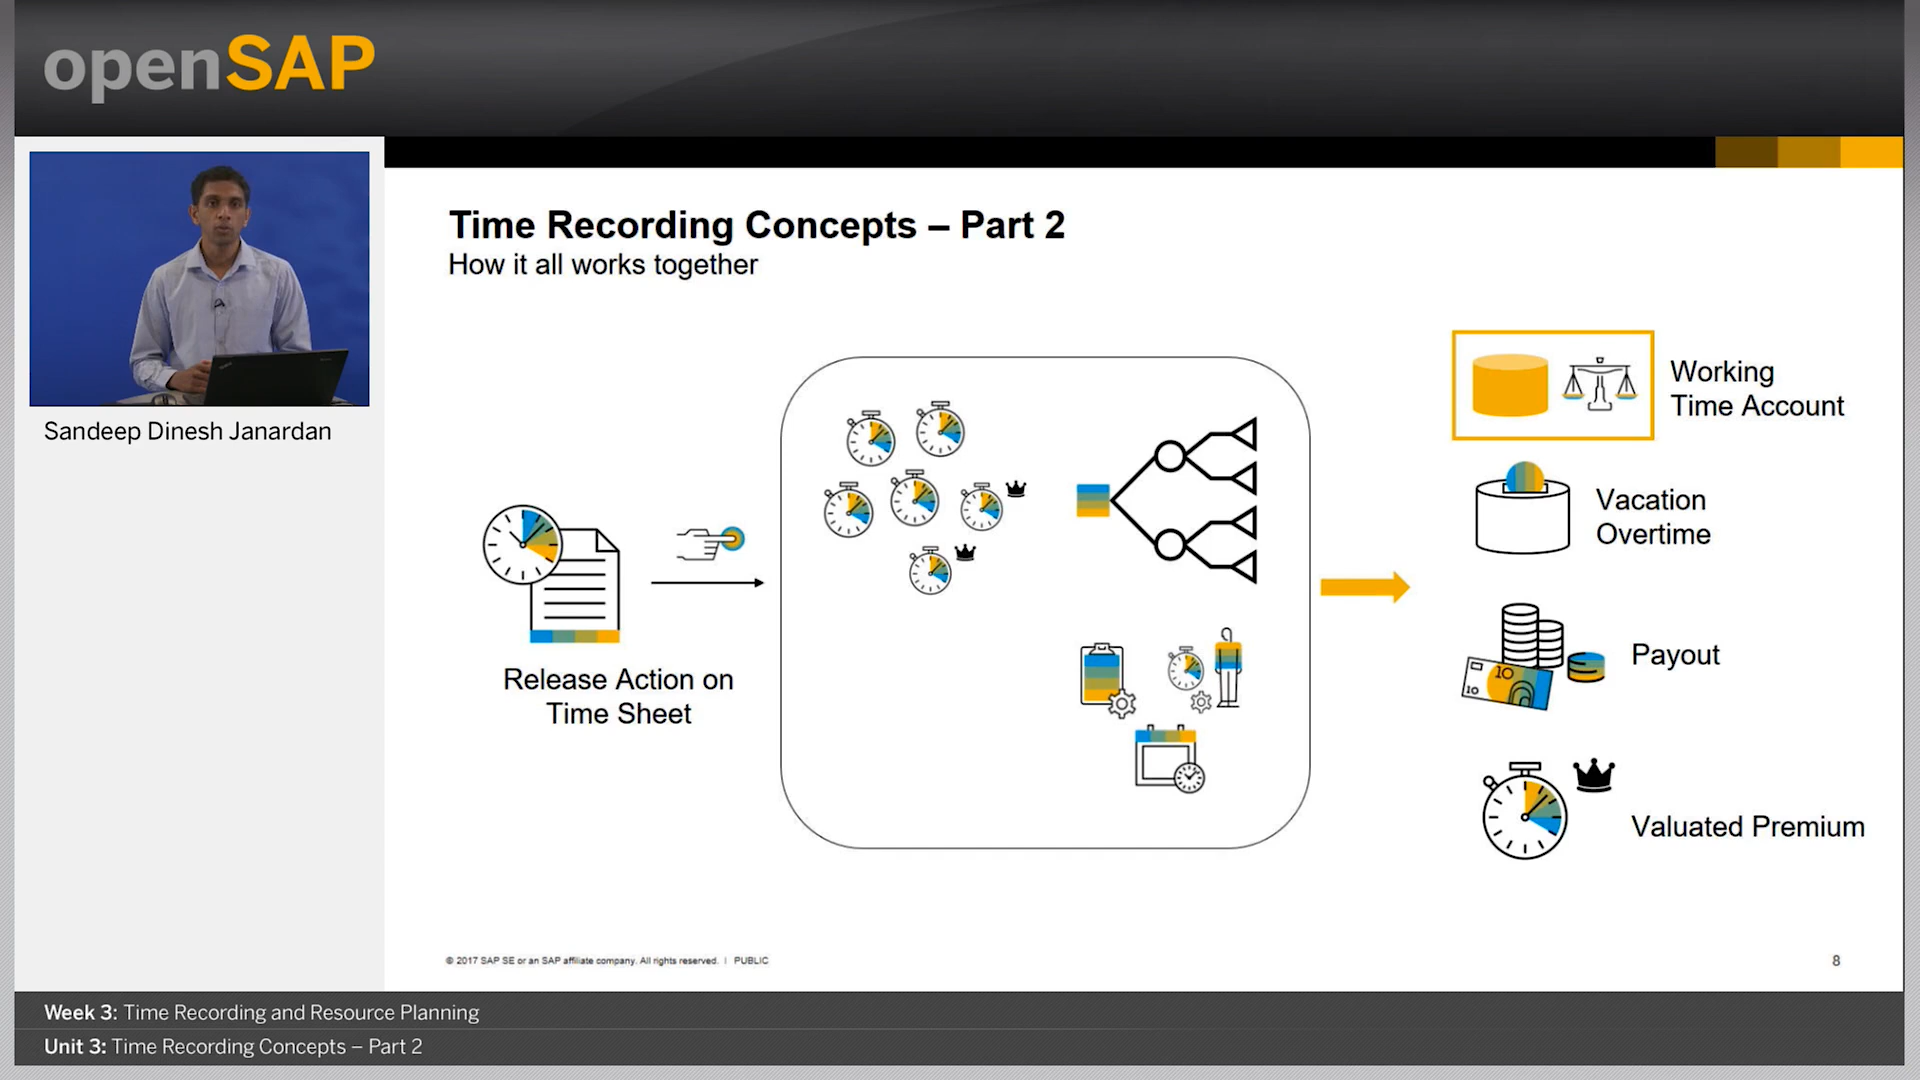 openSAP
Sandeep Dinesh Janardan
Time Recording Concepts – Part 2
How it all works together
Release Action on
Time Sheet
Working
Time Account
Vacation
Overtime
10
10
Payout
Valuated Premium
© 2017 SAP SE or an SAP affiliate company. All rights reserved. | PUBLIC
8
Week 3: Time Recording and Resource Planning
Unit 3: Time Recording Concepts – Part 2